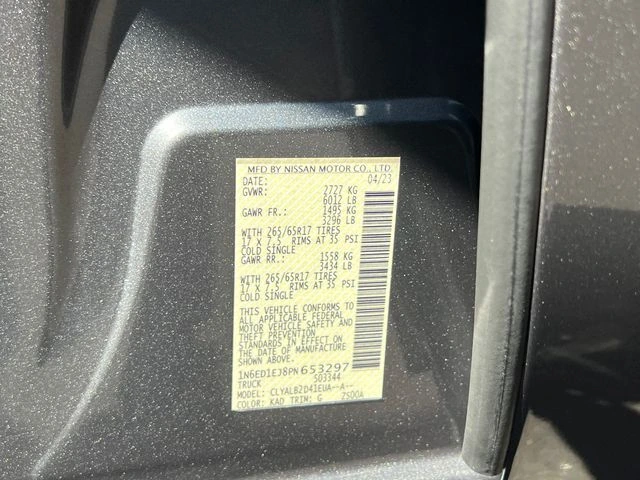 MFD BY NISSAN MOTOR CO., LTD.
DATE: 04/23
GVWR: 2727 KG
6012 LB
GAWR FR.: 1495 KG
3296 LB
WITH 265/65R17 TIRES
17 X 7.5 RIMS AT 35 PSI
COLD SINGLE
GAWR RR.: 1558 KG
3434 LB
WITH 265/65R17 TIRES
17 X 7.5 RIMS AT 35 PSI
COLD SINGLE
THIS VEHICLE CONFORMS TO
ALL APPLICABLE FEDERAL
MOTOR VEHICLE SAFETY AND
THEFT PREVENTION
STANDARDS IN EFFECT ON
THE DATE OF MANUFACTURE
SHOWN ABOVE.
1N6ED1EJ8PN653297
TRUCK 503344
MODEL: CLYALB2D41EUA--A--
COLOR: KAD TRIM: G 7S00A